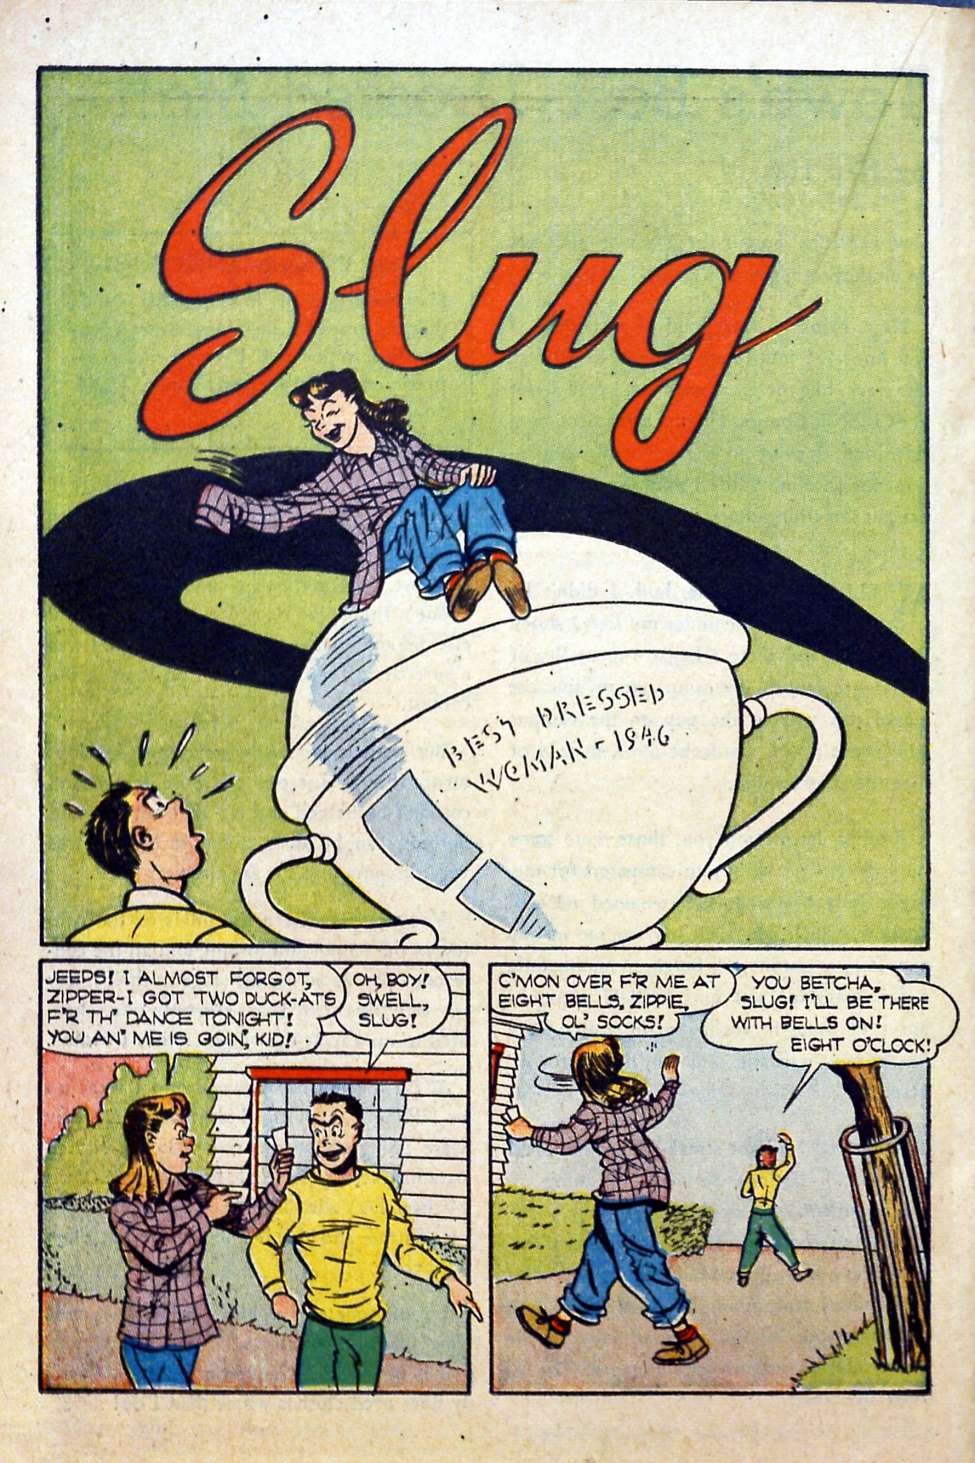 Slug
BEST DRESSED
WOMAN - 1946
JEEPS! I ALMOST FORGOT,
ZIPPER-I GOT TWO DUCK-ATS
F'R TH' DANCE TONIGHT!
YOU AN' ME IS GOIN', KID!
OH, BOY!
SWELL,
SLUG!
C'MON OVER F'R ME AT
EIGHT BELLS, ZIPPIE,
OL' SOCKS!
YOU BETCHA,
SLUG! I'LL BE THERE
WITH BELLS ON!
EIGHT O'CLOCK!